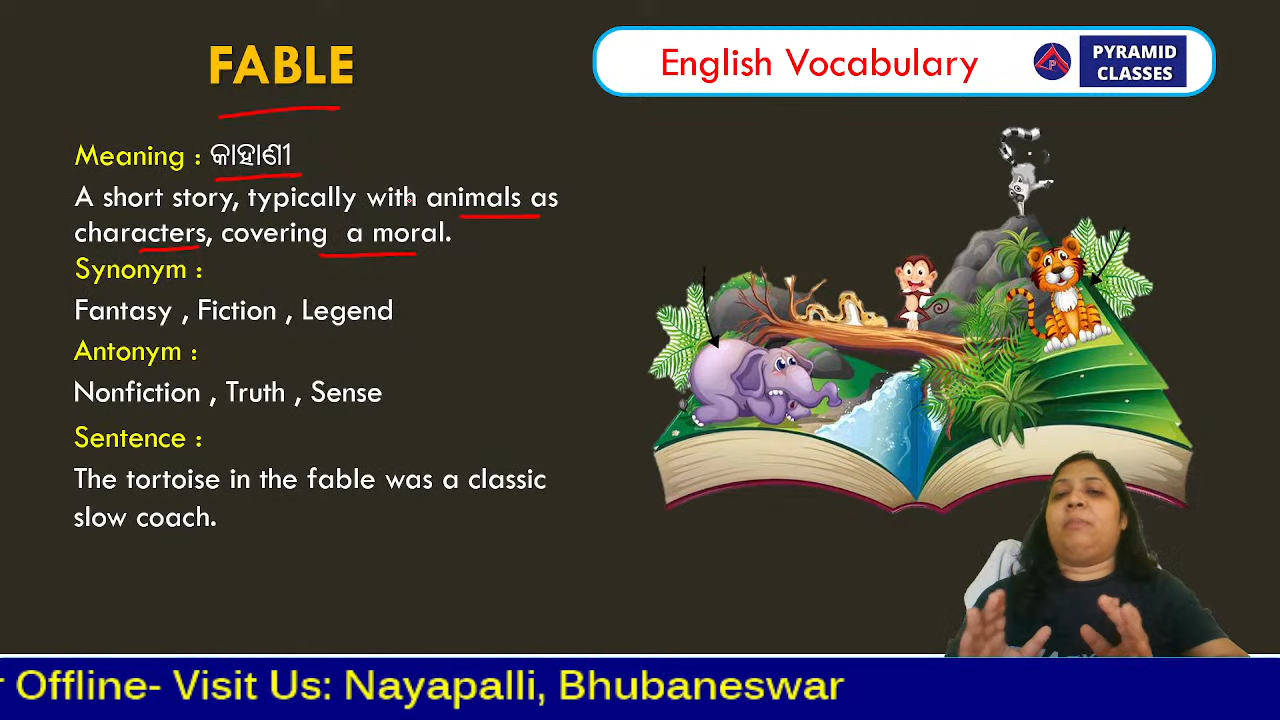 FABLE
English Vocabulary
PYRAMID
CLASSES
Meaning : କାହାଣୀ
A short story, typically with animals as
characters, covering a moral.
Synonym :
Fantasy , Fiction , Legend
Antonym :
Nonfiction , Truth , Sense
Sentence :
The tortoise in the fable was a classic
slow coach.
r Offline- Visit Us: Nayapalli, Bhubaneswar